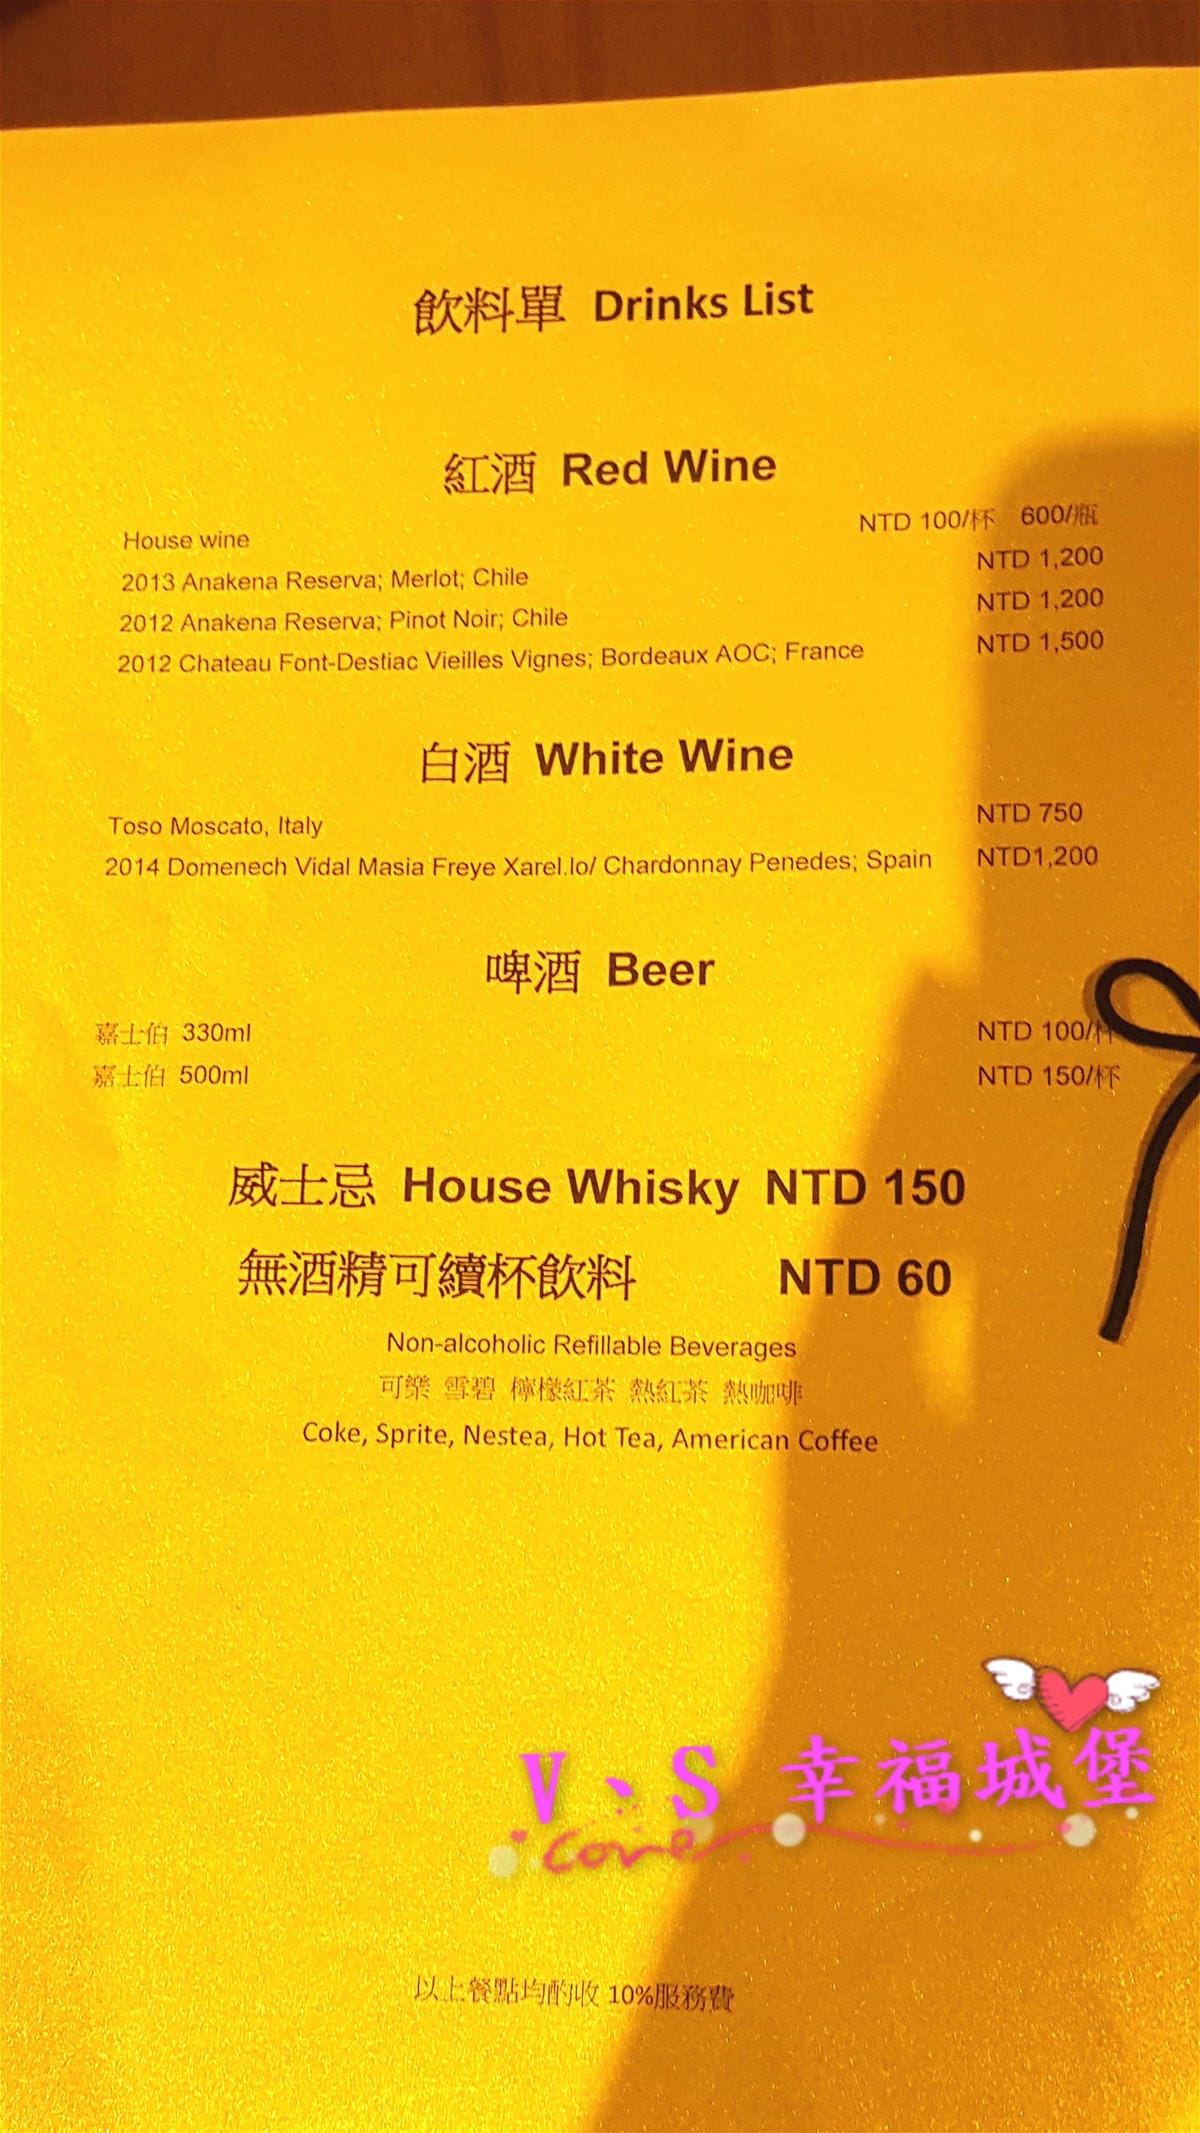 飲料單 Drinks List
紅酒 Red Wine
House wine NTD 100/杯 600/瓶
2013 Anakena Reserva; Merlot; Chile NTD 1,200
2012 Anakena Reserva; Pinot Noir; Chile NTD 1,200
2012 Chateau Font-Destiac Vieilles Vignes; Bordeaux AOC; France NTD 1,500
白酒 White Wine
Toso Moscato, Italy NTD 750
2014 Domenech Vidal Masia Freye Xarel.lo/ Chardonnay Penedes; Spain NTD1,200
啤酒 Beer
嘉士伯 330ml NTD 100/杯
嘉士伯 500ml NTD 150/杯
威士忌 House Whisky NTD 150
無酒精可續杯飲料 NTD 60
Non-alcoholic Refillable Beverages
可樂 雪碧 檸檬紅茶 熱紅茶 熱咖啡
Coke, Sprite, Nestea, Hot Tea, American Coffee
V、S 幸福城堡
以上餐點均酌收 10%服務費